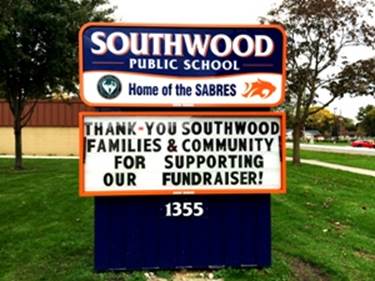 SOUTHWOOD
PUBLIC SCHOOL
Home of the SABRES
THANK-YOU SOUTHWOOD
FAMILIES & COMMUNITY
FOR SUPPORTING
OUR FUNDRAISER!
1355